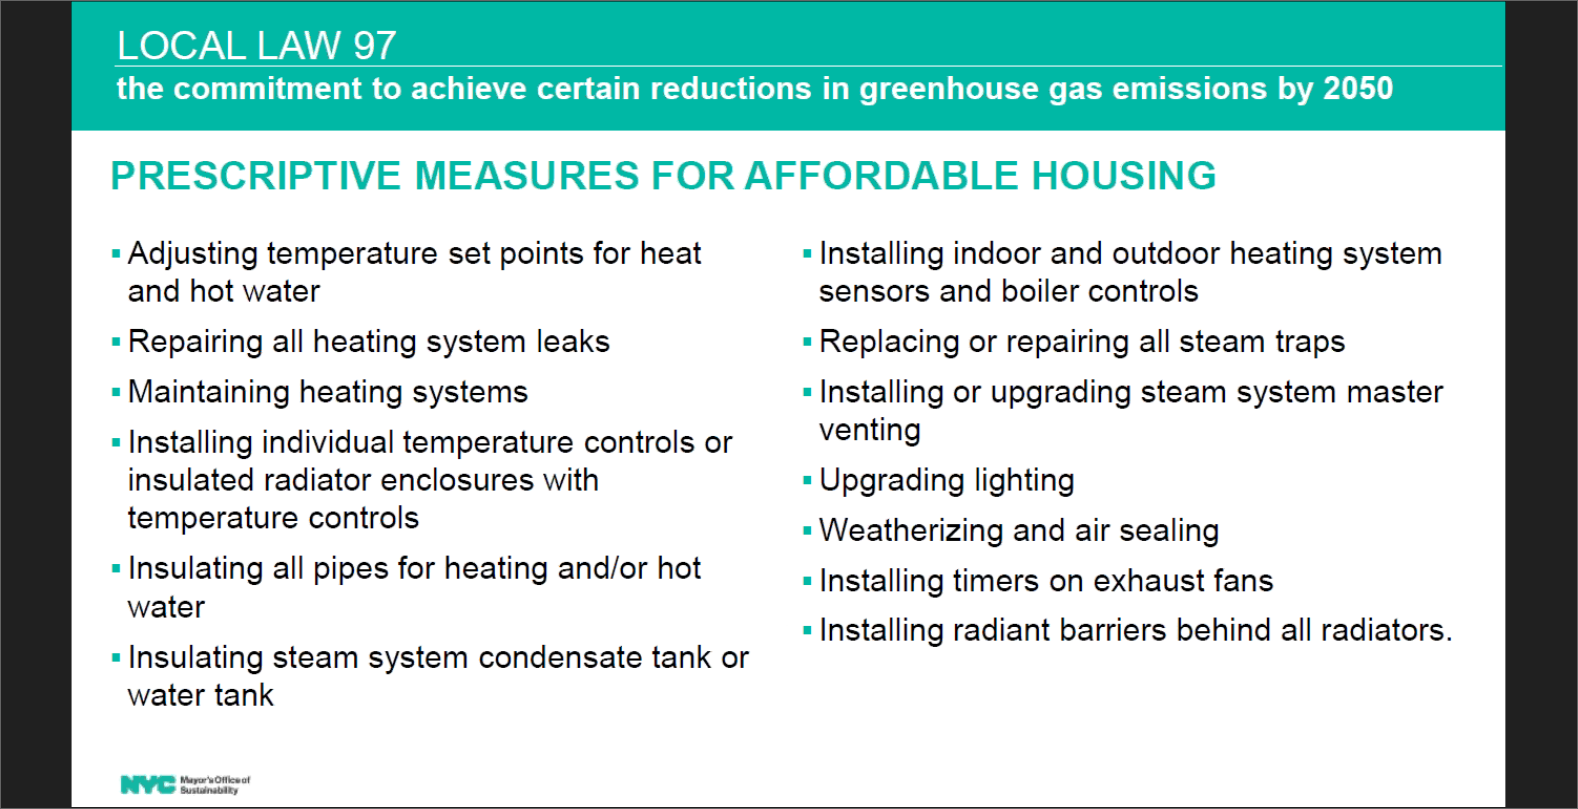 LOCAL LAW 97
the commitment to achieve certain reductions in greenhouse gas emissions by 2050
PRESCRIPTIVE MEASURES FOR AFFORDABLE HOUSING
▪ Adjusting temperature set points for heat
and hot water
▪ Repairing all heating system leaks
▪ Maintaining heating systems
▪ Installing individual temperature controls or
insulated radiator enclosures with
temperature controls
▪ Insulating all pipes for heating and/or hot
water
▪ Insulating steam system condensate tank or
water tank
▪ Installing indoor and outdoor heating system
sensors and boiler controls
▪ Replacing or repairing all steam traps
▪ Installing or upgrading steam system master
venting
▪ Upgrading lighting
▪ Weatherizing and air sealing
▪ Installing timers on exhaust fans
▪ Installing radiant barriers behind all radiators.
NYC Mayor's Office of
Sustainability